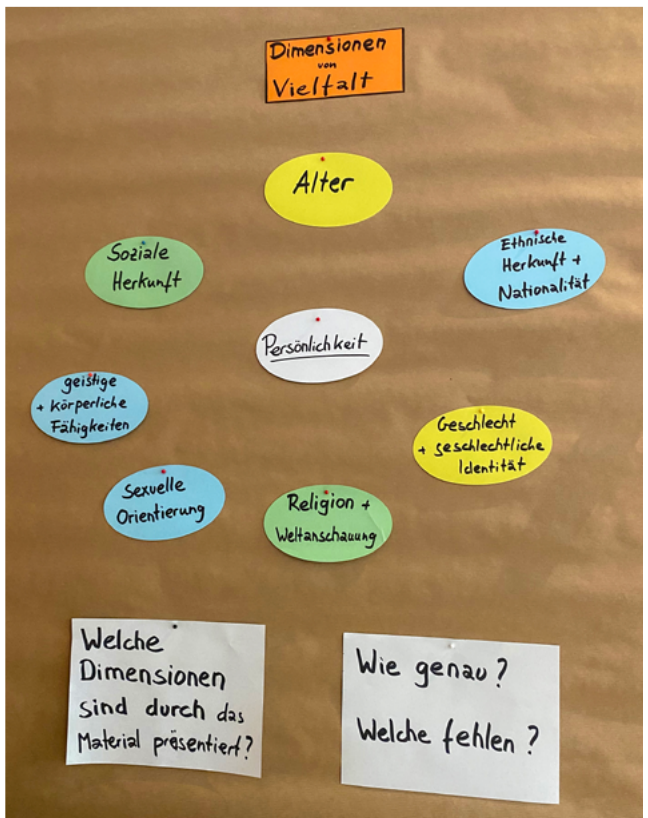 Dimensionen
von
Vielfalt
Alter
Soziale
Herkunft
Ethnische
Herkunft +
Nationalität
Persönlichkeit
geistige
+ körperliche
Fähigkeiten
Geschlecht
+ geschlechtliche
Identität
Sexuelle
Orientierung
Religion +
Weltanschauung
Welche
Dimensionen
sind durch das
Material präsentiert?
Wie genau?
Welche fehlen?